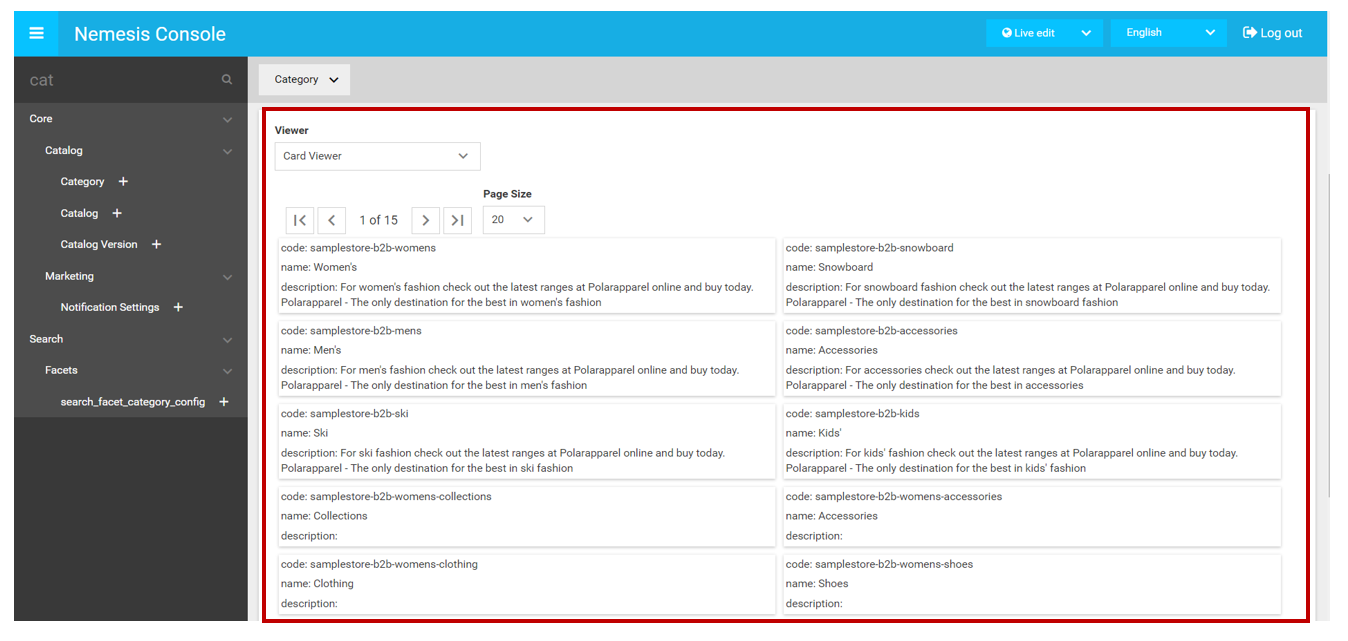 Nemesis Console
Live edit
English
Log out
cat
Category
Core
Catalog
Category +
Catalog +
Catalog Version +
Marketing
Notification Settings +
Search
Facets
search_facet_category_config +
Viewer
Card Viewer
Page Size
1 of 15
20
code: samplestore-b2b-womens
name: Women's
description: For women's fashion check out the latest ranges at Polarapparel online and buy today.
Polarapparel - The only destination for the best in women's fashion
code: samplestore-b2b-snowboard
name: Snowboard
description: For snowboard fashion check out the latest ranges at Polarapparel online and buy today.
Polarapparel - The only destination for the best in snowboard fashion
code: samplestore-b2b-mens
name: Men's
description: For men's fashion check out the latest ranges at Polarapparel online and buy today.
Polarapparel - The only destination for the best in men's fashion
code: samplestore-b2b-accessories
name: Accessories
description: For accessories check out the latest ranges at Polarapparel online and buy today.
Polarapparel - The only destination for the best in accessories
code: samplestore-b2b-ski
name: Ski
description: For ski fashion check out the latest ranges at Polarapparel online and buy today.
Polarapparel - The only destination for the best in ski fashion
code: samplestore-b2b-kids
name: Kids'
description: For kids' fashion check out the latest ranges at Polarapparel online and buy today.
Polarapparel - The only destination for the best in kids' fashion
code: samplestore-b2b-womens-collections
name: Collections
description:
code: samplestore-b2b-womens-accessories
name: Accessories
description:
code: samplestore-b2b-womens-clothing
name: Clothing
description:
code: samplestore-b2b-womens-shoes
name: Shoes
description: